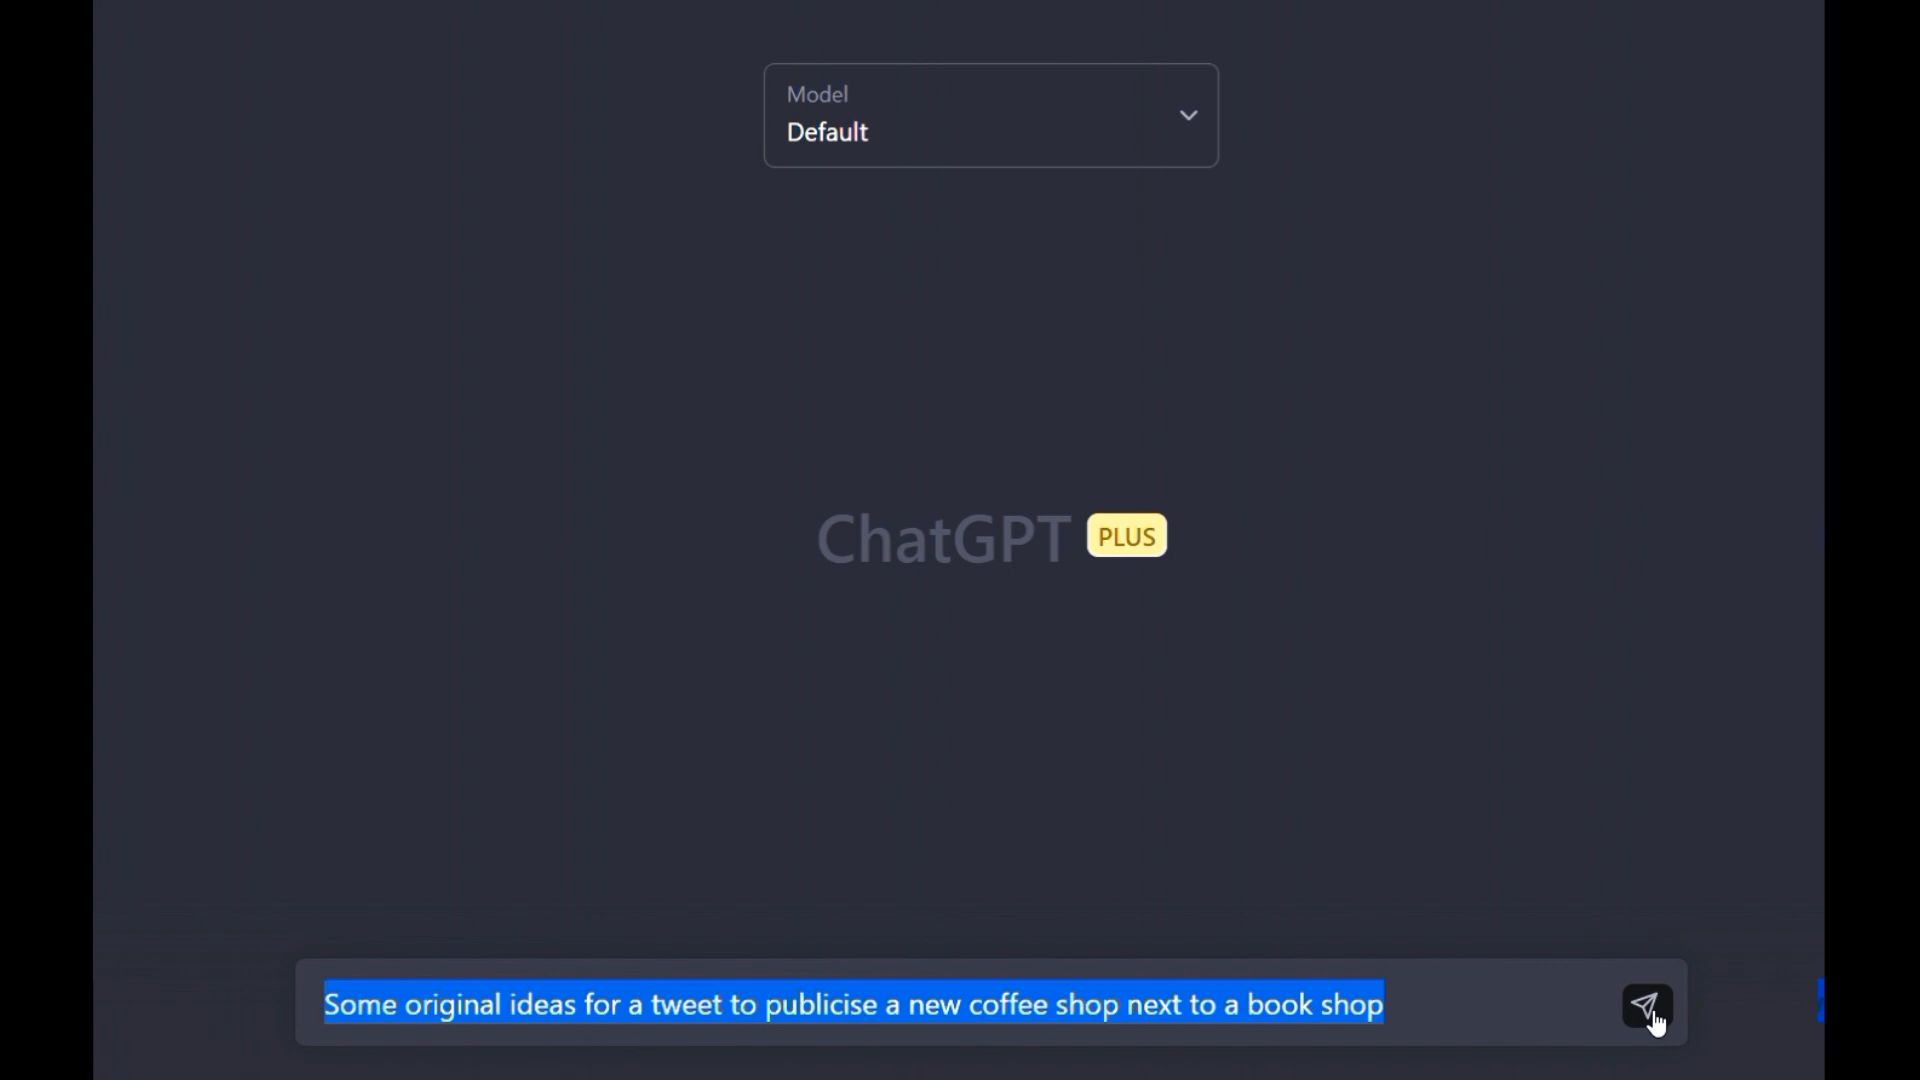 Model
Default
ChatGPT PLUS
Some original ideas for a tweet to publicise a new coffee shop next to a book shop